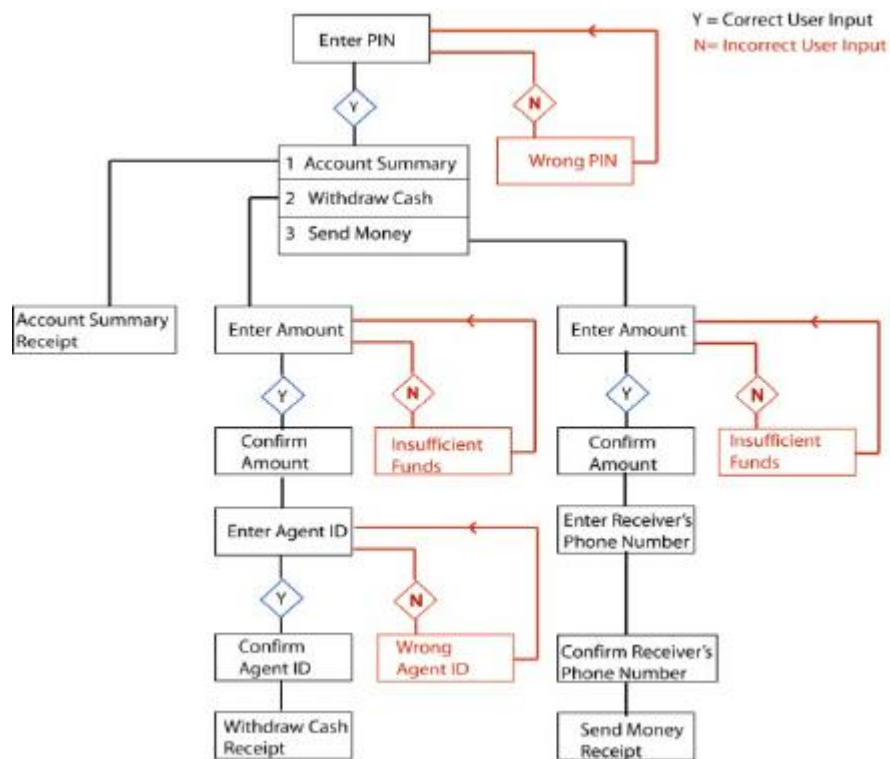 Y = Correct User Input
N= Incorrect User Input
Enter PIN
Y
N
Wrong PIN
1 Account Summary
2 Withdraw Cash
3 Send Money
Account Summary
Receipt
Enter Amount
Y
N
Confirm
Amount
Insufficient
Funds
Enter Agent ID
Y
N
Confirm
Agent ID
Wrong
Agent ID
Withdraw Cash
Receipt
Enter Amount
Y
N
Confirm
Amount
Insufficient
Funds
Enter Receiver's
Phone Number
Confirm Receiver's
Phone Number
Send Money
Receipt